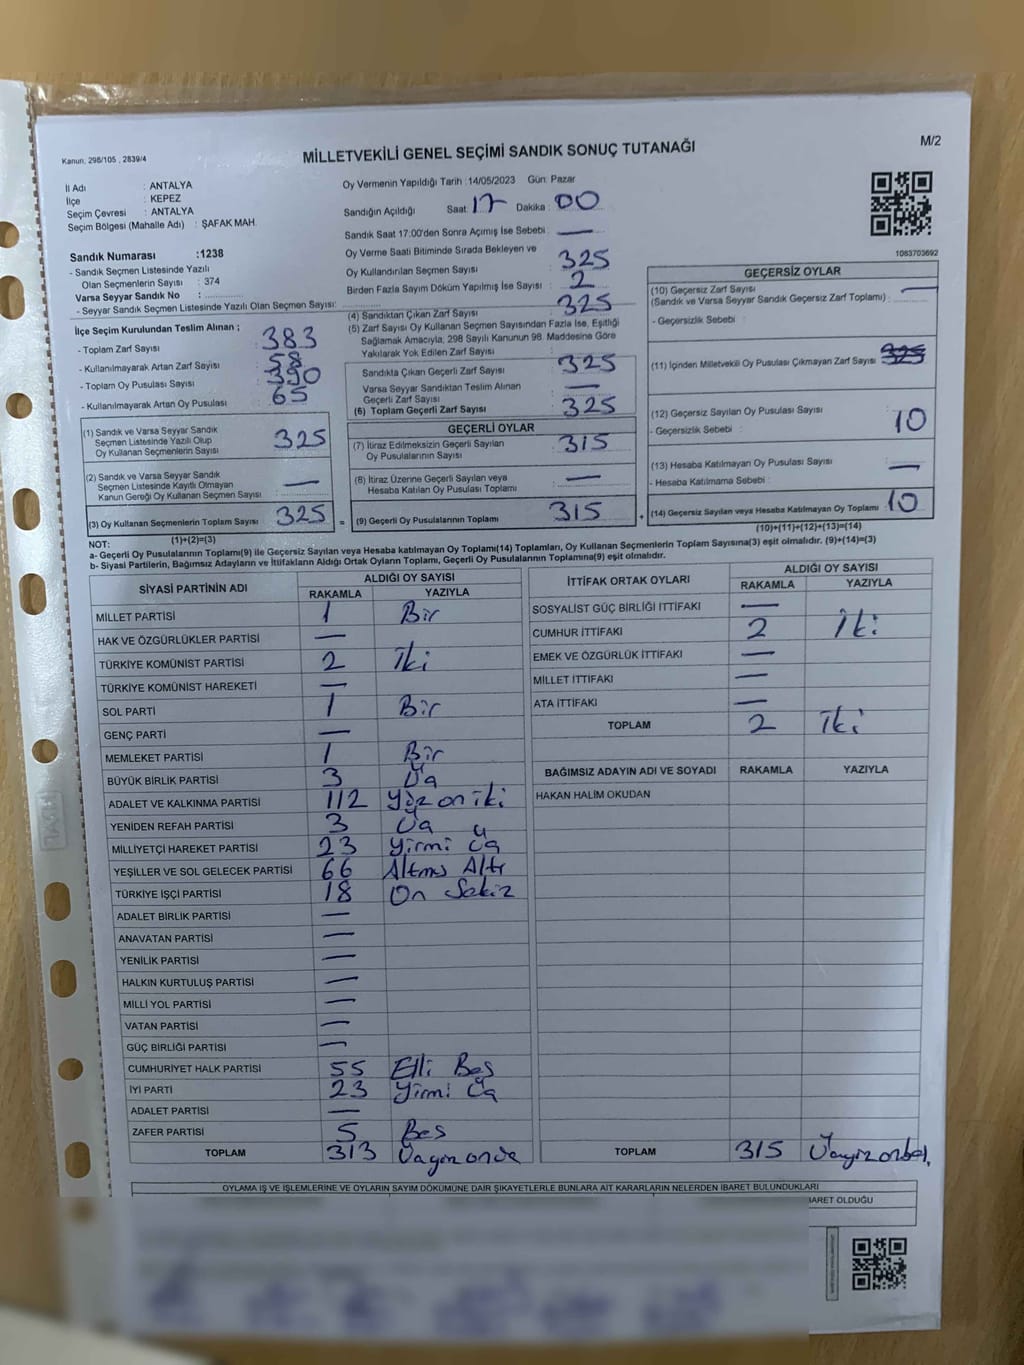 Kanun, 298/105 , 2839/4
MİLLETVEKİLİ GENEL SEÇİMİ SANDIK SONUÇ TUTANAĞI
M/2
İl Adı : ANTALYA
İlçe : KEPEZ
Seçim Çevresi : ANTALYA
Seçim Bölgesi (Mahalle Adı) : ŞAFAK MAH.
Sandık Numarası :1238
- Sandık Seçmen Listesinde Yazılı
Olan Seçmenlerin Sayısı : 374
Varsa Seyyar Sandık No :
- Seyyar Sandık Seçmen Listesinde Yazılı Olan Seçmen Sayısı:
İlçe Seçim Kurulundan Teslim Alınan ;
- Toplam Zarf Sayısı : 383
- Kullanılmayarak Artan Zarf Sayısı : 58
- Toplam Oy Pusulası Sayısı : 390
- Kullanılmayarak Artan Oy Pusulası : 65
(1) Sandık ve Varsa Seyyar Sandık
Seçmen Listesinde Yazılı Olup
Oy Kullanan Seçmenlerin Sayısı : 325
(2) Sandık ve Varsa Seyyar Sandık
Seçmen Listesinde Kayıtlı Olmayan
Kanun Gereği Oy Kullanan Seçmen Sayısı : —
(3) Oy Kullanan Seçmenlerin Toplam Sayısı : 325
(1)+(2)=(3)
Oy Vermenin Yapıldığı Tarih :14/05/2023 Gün: Pazar
Sandığın Açıldığı Saat 17 Dakika : 00
Sandık Saat 17:00'den Sonra Açımış İse Sebebi : —
Oy Verme Saati Bitiminde Sırada Bekleyen ve
Oy Kullandırılan Seçmen Sayısı : 325
Birden Fazla Sayım Döküm Yapılmış İse Sayısı : 2
(4) Sandıktan Çıkan Zarf Sayısı : 325
(5) Zarf Sayısı Oy Kullanan Seçmen Sayısından Fazla İse, Eşitliği
Sağlamak Amacıyla; 298 Sayılı Kanunun 98. Maddesine Göre
Yakılarak Yok Edilen Zarf Sayısı :
Sandıkta Çıkan Geçerli Zarf Sayısı : 325
Varsa Seyyar Sandıktan Teslim Alınan
Geçerli Zarf Sayısı : —
(6) Toplam Geçerli Zarf Sayısı : 325
GEÇERLİ OYLAR
(7) İtiraz Edilmeksizin Geçerli Sayılan
Oy Pusulalarının Sayısı : 315
(8) İtiraz Üzerine Geçerli Sayılan veya
Hesaba Katılan Oy Pusulası Toplamı : —
= (9) Geçerli Oy Pusulalarının Toplamı : 315 +
1083703692
GEÇERSİZ OYLAR
(10) Geçersiz Zarf Sayısı
(Sandık ve Varsa Seyyar Sandık Geçersiz Zarf Toplamı) : —
- Geçersizlik Sebebi :
(11) İçinden Milletvekili Oy Pusulası Çıkmayan Zarf Sayısı : 325
(12) Geçersiz Sayılan Oy Pusulası Sayısı : 10
- Geçersizlik Sebebi :
(13) Hesaba Katılmayan Oy Pusulası Sayısı : —
- Hesaba Katılmama Sebebi :
(14) Geçersiz Sayılan veya Hesaba Katılmayan Oy Toplamı : 10
(10)+(11)+(12)+(13)=(14)
NOT:
a- Geçerli Oy Pusulalarının Toplamı(9) ile Geçersiz Sayılan veya Hesaba katılmayan Oy Toplamı(14) Toplamları, Oy Kullanan Seçmenlerin Toplam Sayısına(3) eşit olmalıdır. (9)+(14)=(3)
b- Siyasi Partilerin, Bağımsız Adayların ve İttifakların Aldığı Ortak Oyların Toplamı, Geçerli Oy Pusulalarının Toplamına(9) eşit olmalıdır.
SİYASİ PARTİNİN ADI ALDIĞI OY SAYISI
RAKAMLA YAZIYLA
MİLLET PARTİSİ 1 Bir
HAK VE ÖZGÜRLÜKLER PARTİSİ —
TÜRKİYE KOMÜNİST PARTİSİ 2 İki
TÜRKİYE KOMÜNİST HAREKETİ —
SOL PARTİ 1 Bir
GENÇ PARTİ —
MEMLEKET PARTİSİ 1 Bir
BÜYÜK BİRLİK PARTİSİ 3 Üç
ADALET VE KALKINMA PARTİSİ 112 Yüz on iki
YENİDEN REFAH PARTİSİ 3 Üç
MİLLİYETÇİ HAREKET PARTİSİ 23 Yirmi Üç
YEŞİLLER VE SOL GELECEK PARTİSİ 66 Altmış Altı
TÜRKİYE İŞÇİ PARTİSİ 18 On Sekiz
ADALET BİRLİK PARTİSİ —
ANAVATAN PARTİSİ —
YENİLİK PARTİSİ —
HALKIN KURTULUŞ PARTİSİ —
MİLLİ YOL PARTİSİ —
VATAN PARTİSİ —
GÜÇ BİRLİĞİ PARTİSİ —
CUMHURİYET HALK PARTİSİ 55 Elli Beş
İYİ PARTİ 23 Yirmi Üç
ADALET PARTİSİ —
ZAFER PARTİSİ 5 Beş
TOPLAM 313
İTTİFAK ORTAK OYLARI ALDIĞI OY SAYISI
RAKAMLA YAZIYLA
SOSYALİST GÜÇ BİRLİĞİ İTTİFAKI —
CUMHUR İTTİFAKI 2 İki
EMEK VE ÖZGÜRLÜK İTTİFAKI —
MİLLET İTTİFAKI —
ATA İTTİFAKI —
TOPLAM 2 İki
BAĞIMSIZ ADAYIN ADI VE SOYADI RAKAMLA YAZIYLA
HAKAN HALİM OKUDAN
TOPLAM 315 Üçyüzonbeş
OYLAMA İŞ VE İŞLEMLERİNE VE OYLARIN SAYIM DÖKÜMÜNE DAİR ŞİKAYETLERLE BUNLARA AİT KARARLARIN NELERDEN İBARET BULUNDUKLARI
İBARET OLDUĞU